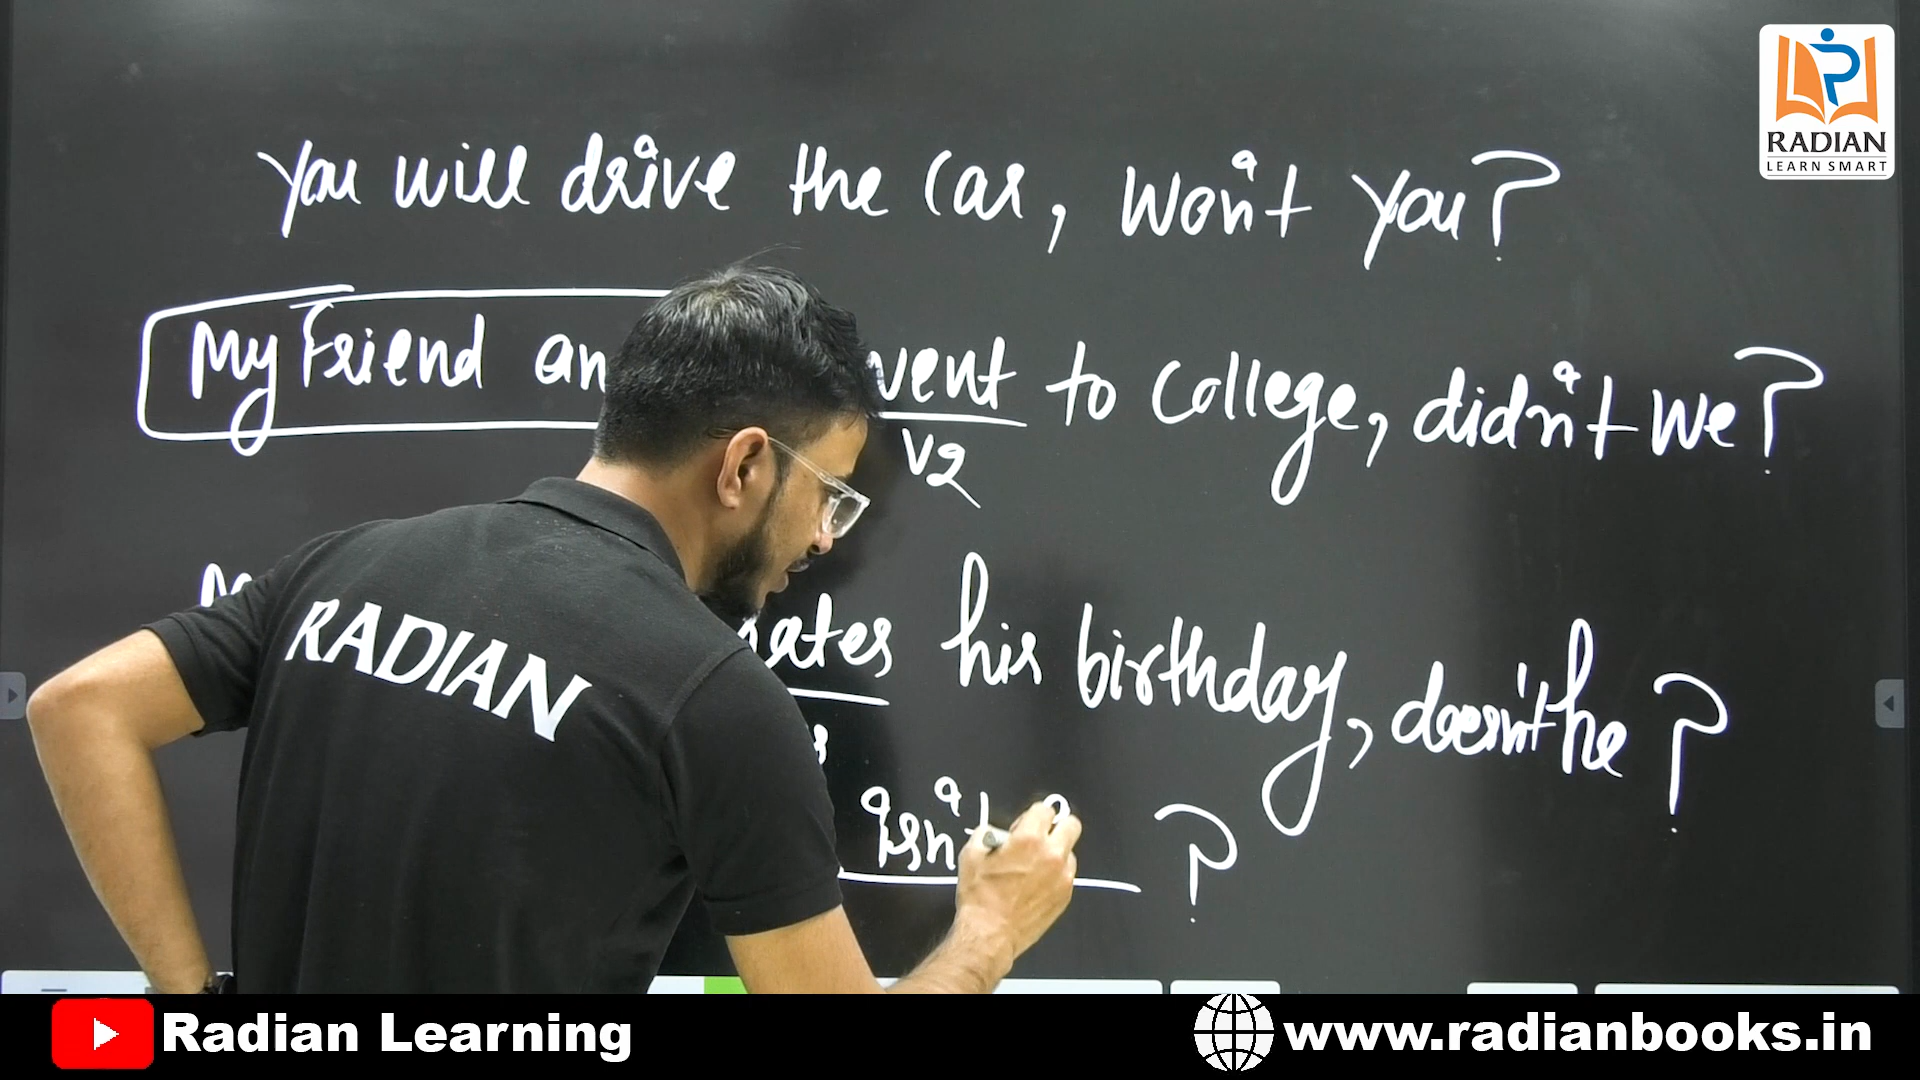 RADIAN
LEARN SMART
You will drive the Car, won't you?
My Friend an went to College, didn't we?
V2
his birthday, doesn't he?
isn't ?
RADIAN
Radian Learning
www.radianbooks.in